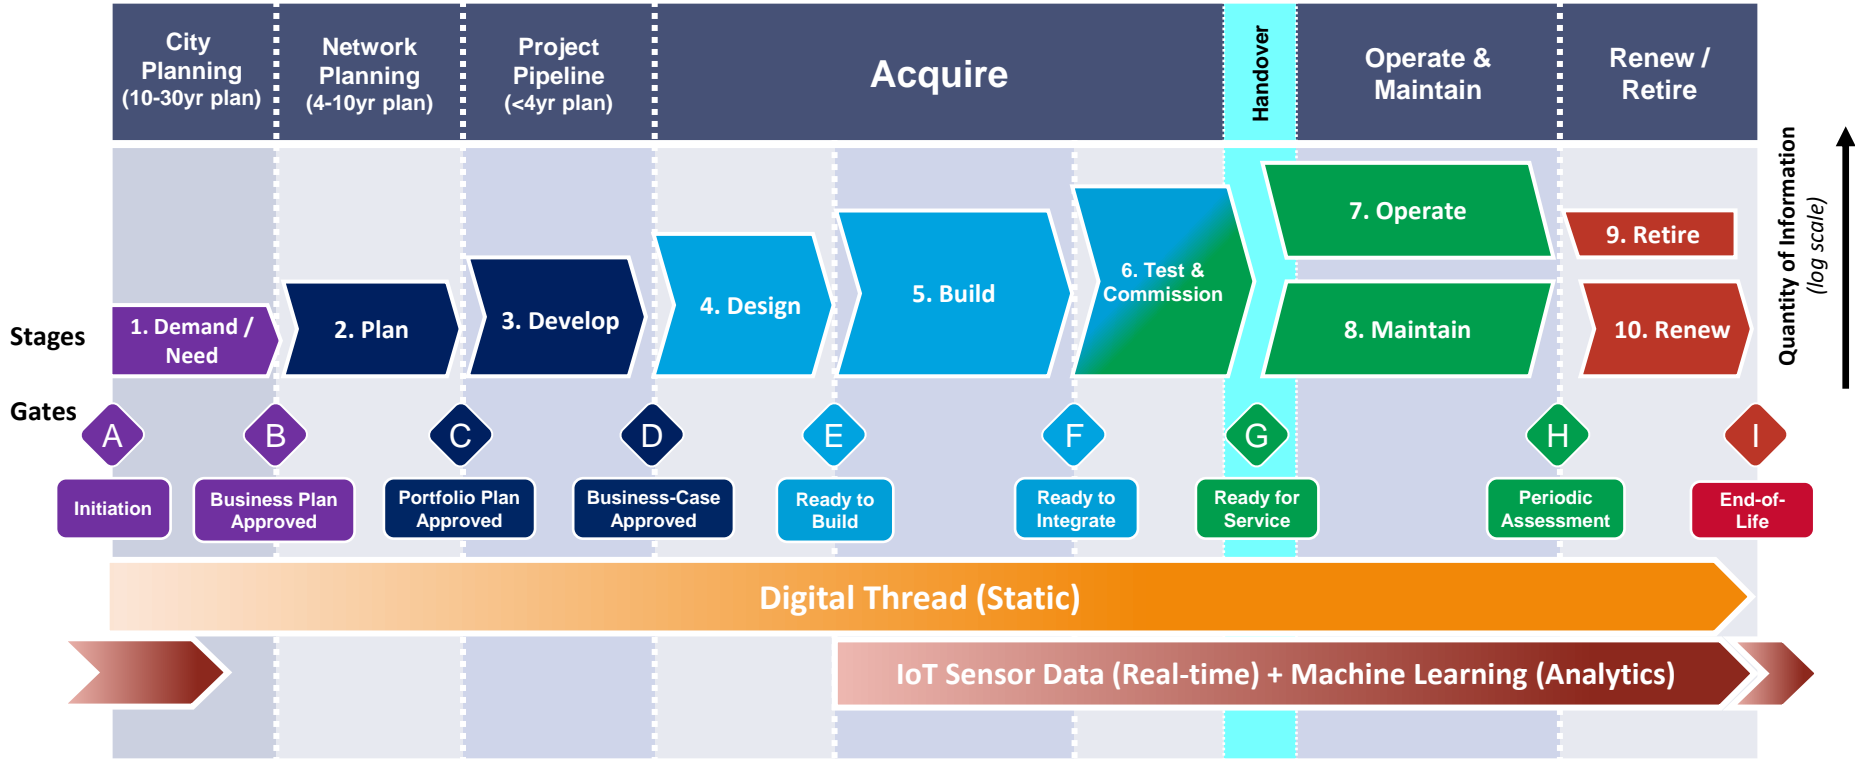 City
Planning
(10-30yr plan)
Network
Planning
(4-10yr plan)
Project
Pipeline
(<4yr plan)
Acquire
Handover
Operate &
Maintain
Renew /
Retire
Quantity of Information
(log scale)
Stages
1. Demand /
Need
2. Plan
3. Develop
4. Design
5. Build
6. Test &
Commission
7. Operate
8. Maintain
9. Retire
10. Renew
Gates
A
B
C
D
E
F
G
H
I
Initiation
Business Plan
Approved
Portfolio Plan
Approved
Business-Case
Approved
Ready to
Build
Ready to
Integrate
Ready for
Service
Periodic
Assessment
End-of-
Life
Digital Thread (Static)
IoT Sensor Data (Real-time) + Machine Learning (Analytics)